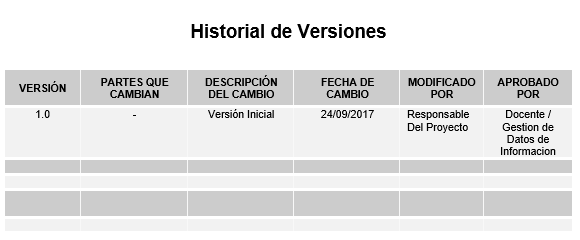 Historial de Versiones
VERSIÓN PARTES QUE CAMBIAN DESCRIPCIÓN DEL CAMBIO FECHA DE CAMBIO MODIFICADO POR APROBADO POR
1.0 - Versión Inicial 24/09/2017 Responsable Del Proyecto Docente / Gestion de Datos de Informacion